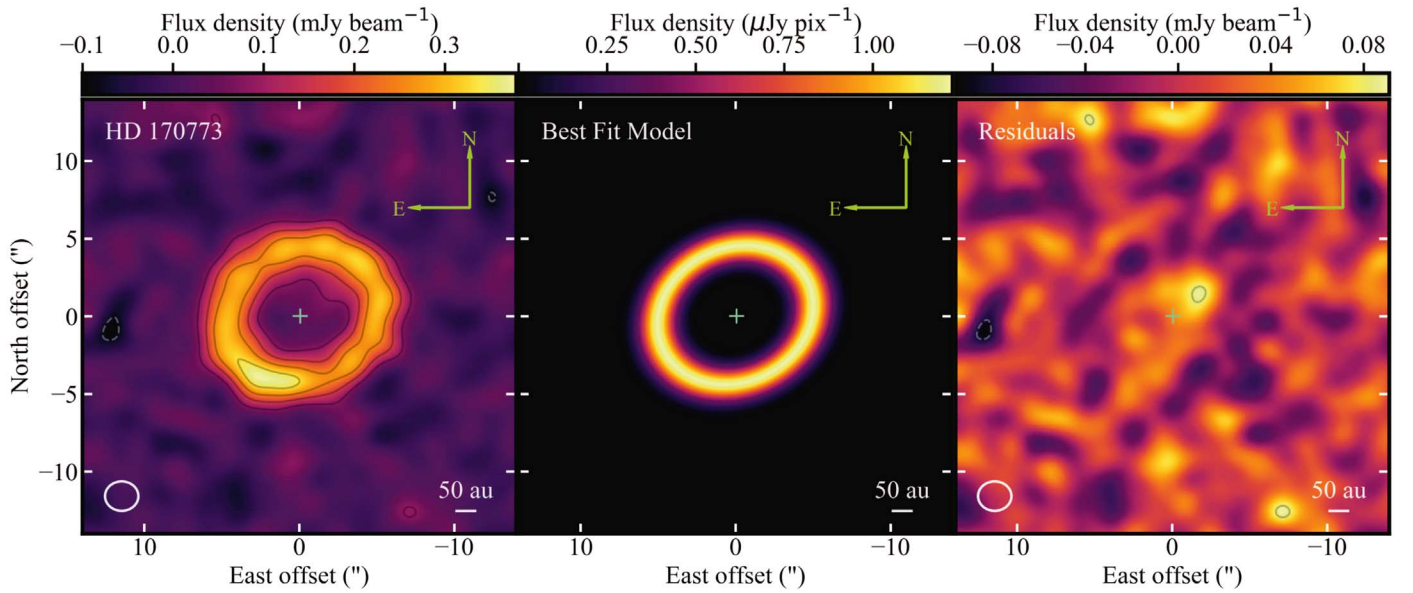 Flux density (mJy beam⁻¹) Flux density (μJy pix⁻¹) Flux density (mJy beam⁻¹)
−0.1 0.0 0.1 0.2 0.3 0.25 0.50 0.75 1.00 −0.08 −0.04 0.00 0.04 0.08
HD 170773 N Best Fit Model N Residuals N
E E E
10
5
0
−5
−10
North offset (")
50 au 50 au 50 au
10 0 −10 10 0 −10 10 0 −10
East offset (") East offset (") East offset (")